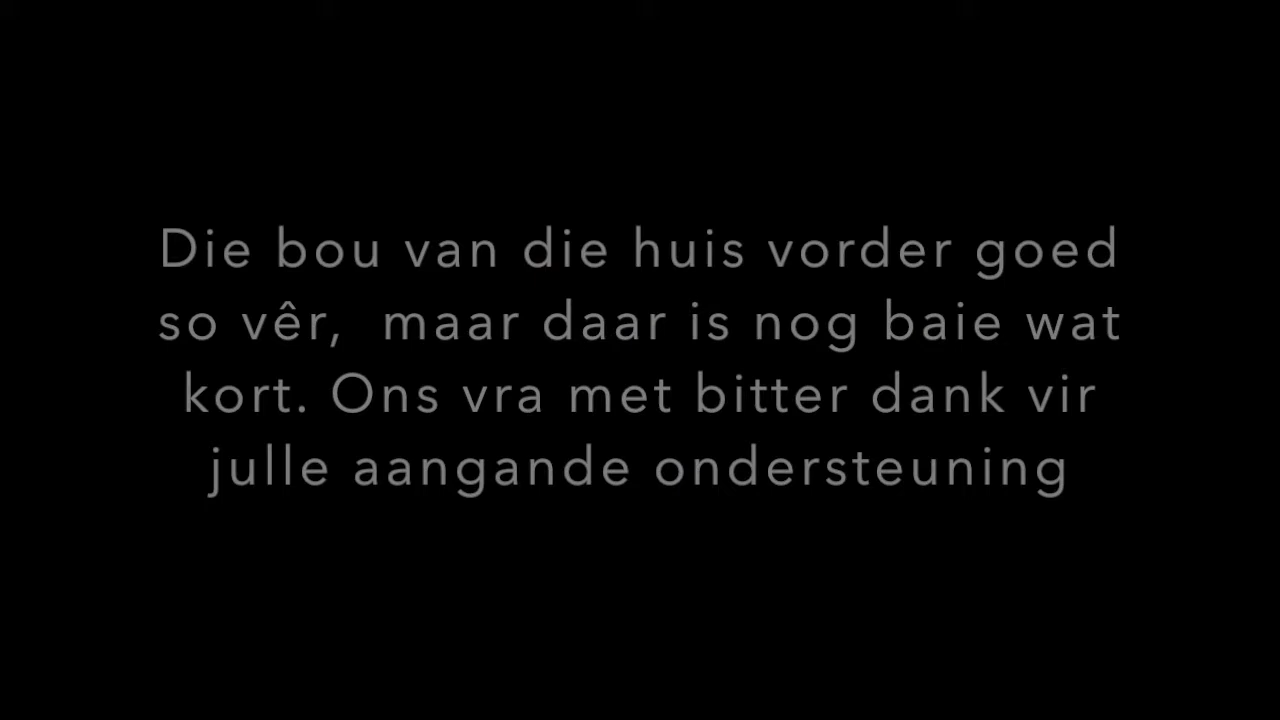 Die bou van die huis vorder goed
so vêr,  maar daar is nog baie wat
kort. Ons vra met bitter dank vir
julle aangande ondersteuning